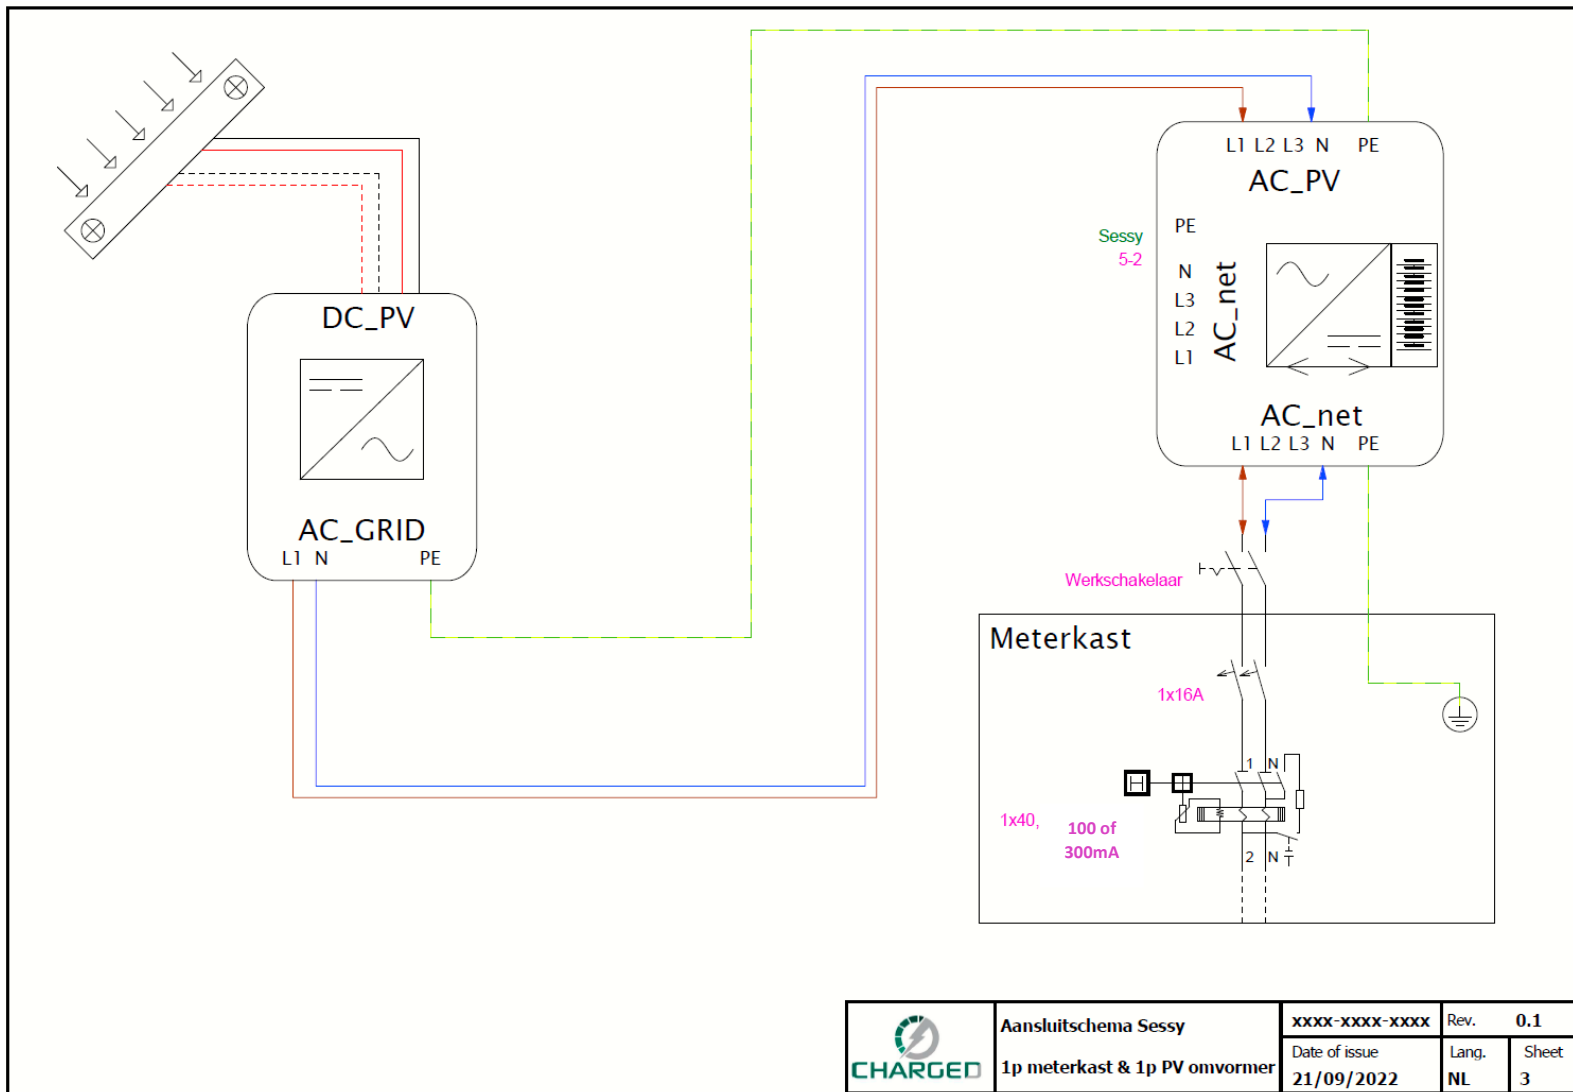 L1 L2 L3 N PE
AC_PV
Sessy
5-2
PE
N
L3
L2
L1
AC_net
AC_net
L1 L2 L3 N PE
DC_PV
AC_GRID
L1 N PE
Werkschakelaar
Meterkast
1x16A
1 N
H
1x40,
100 of
300mA
2 N
CHARGED
Aansluitschema Sessy
1p meterkast & 1p PV omvormer
xxxx-xxxx-xxxx
Rev. 0.1
Date of issue
21/09/2022
Lang.
NL
Sheet
3